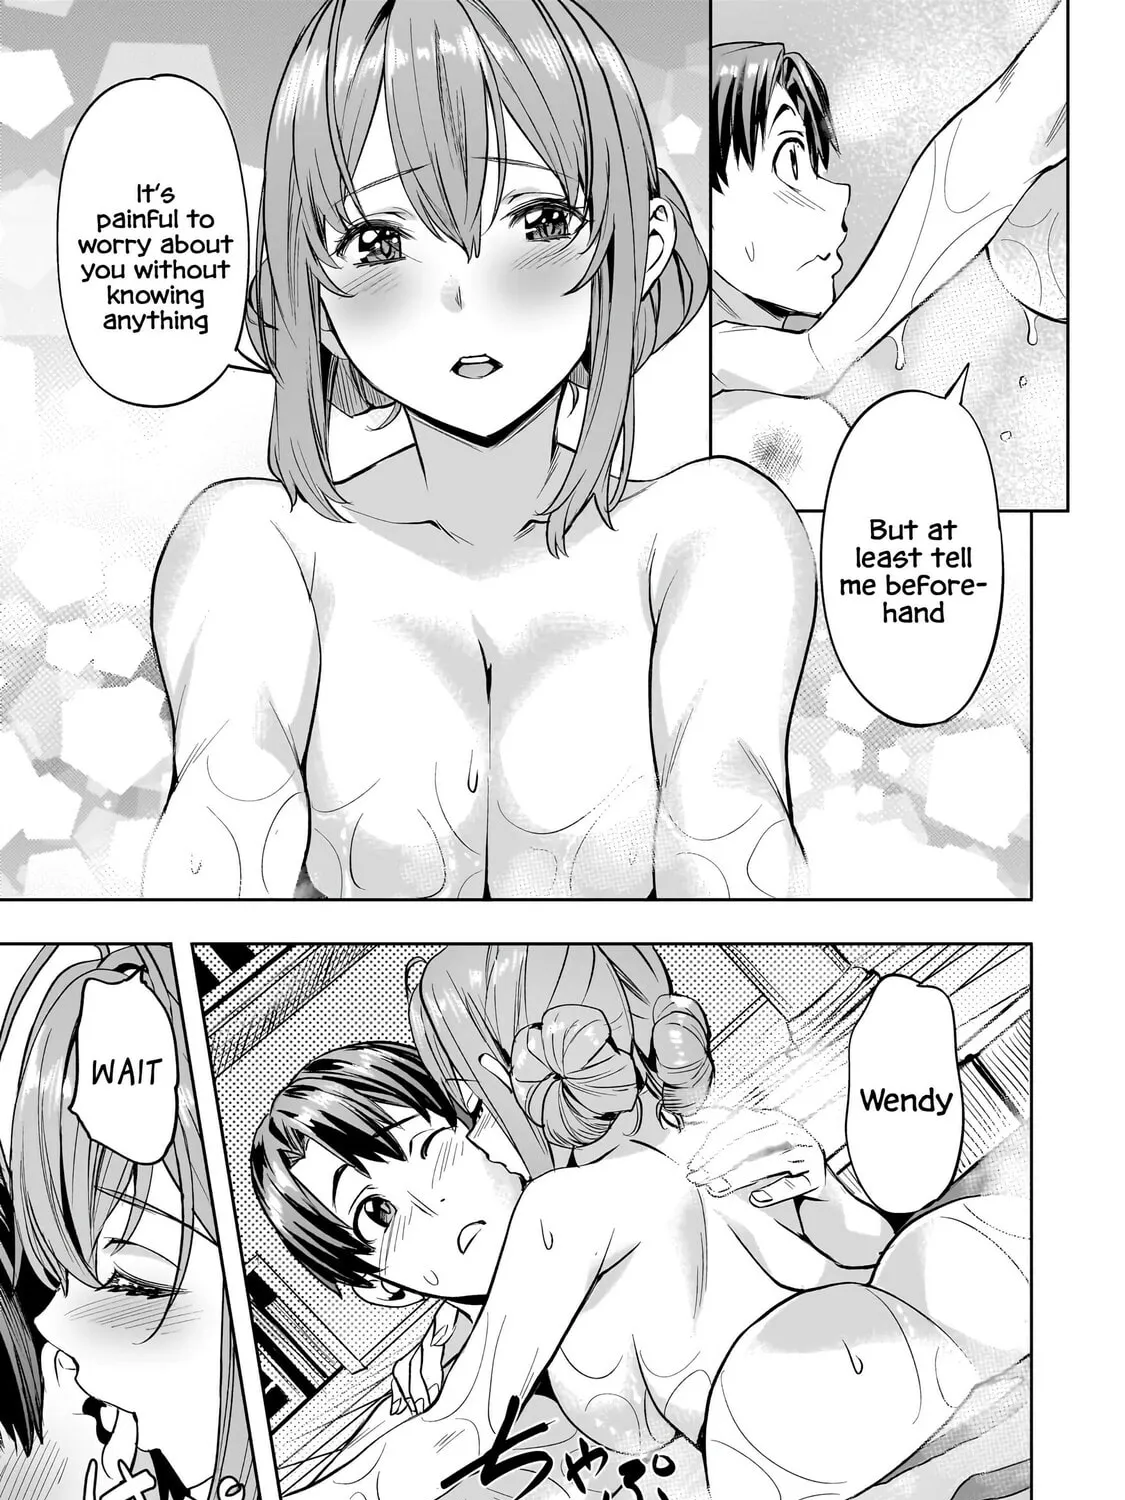 But at
least tell
me before-
hand
It's
painful to
worry about
you without
knowing
anything
Wendy
ちゃぷ
WAIT